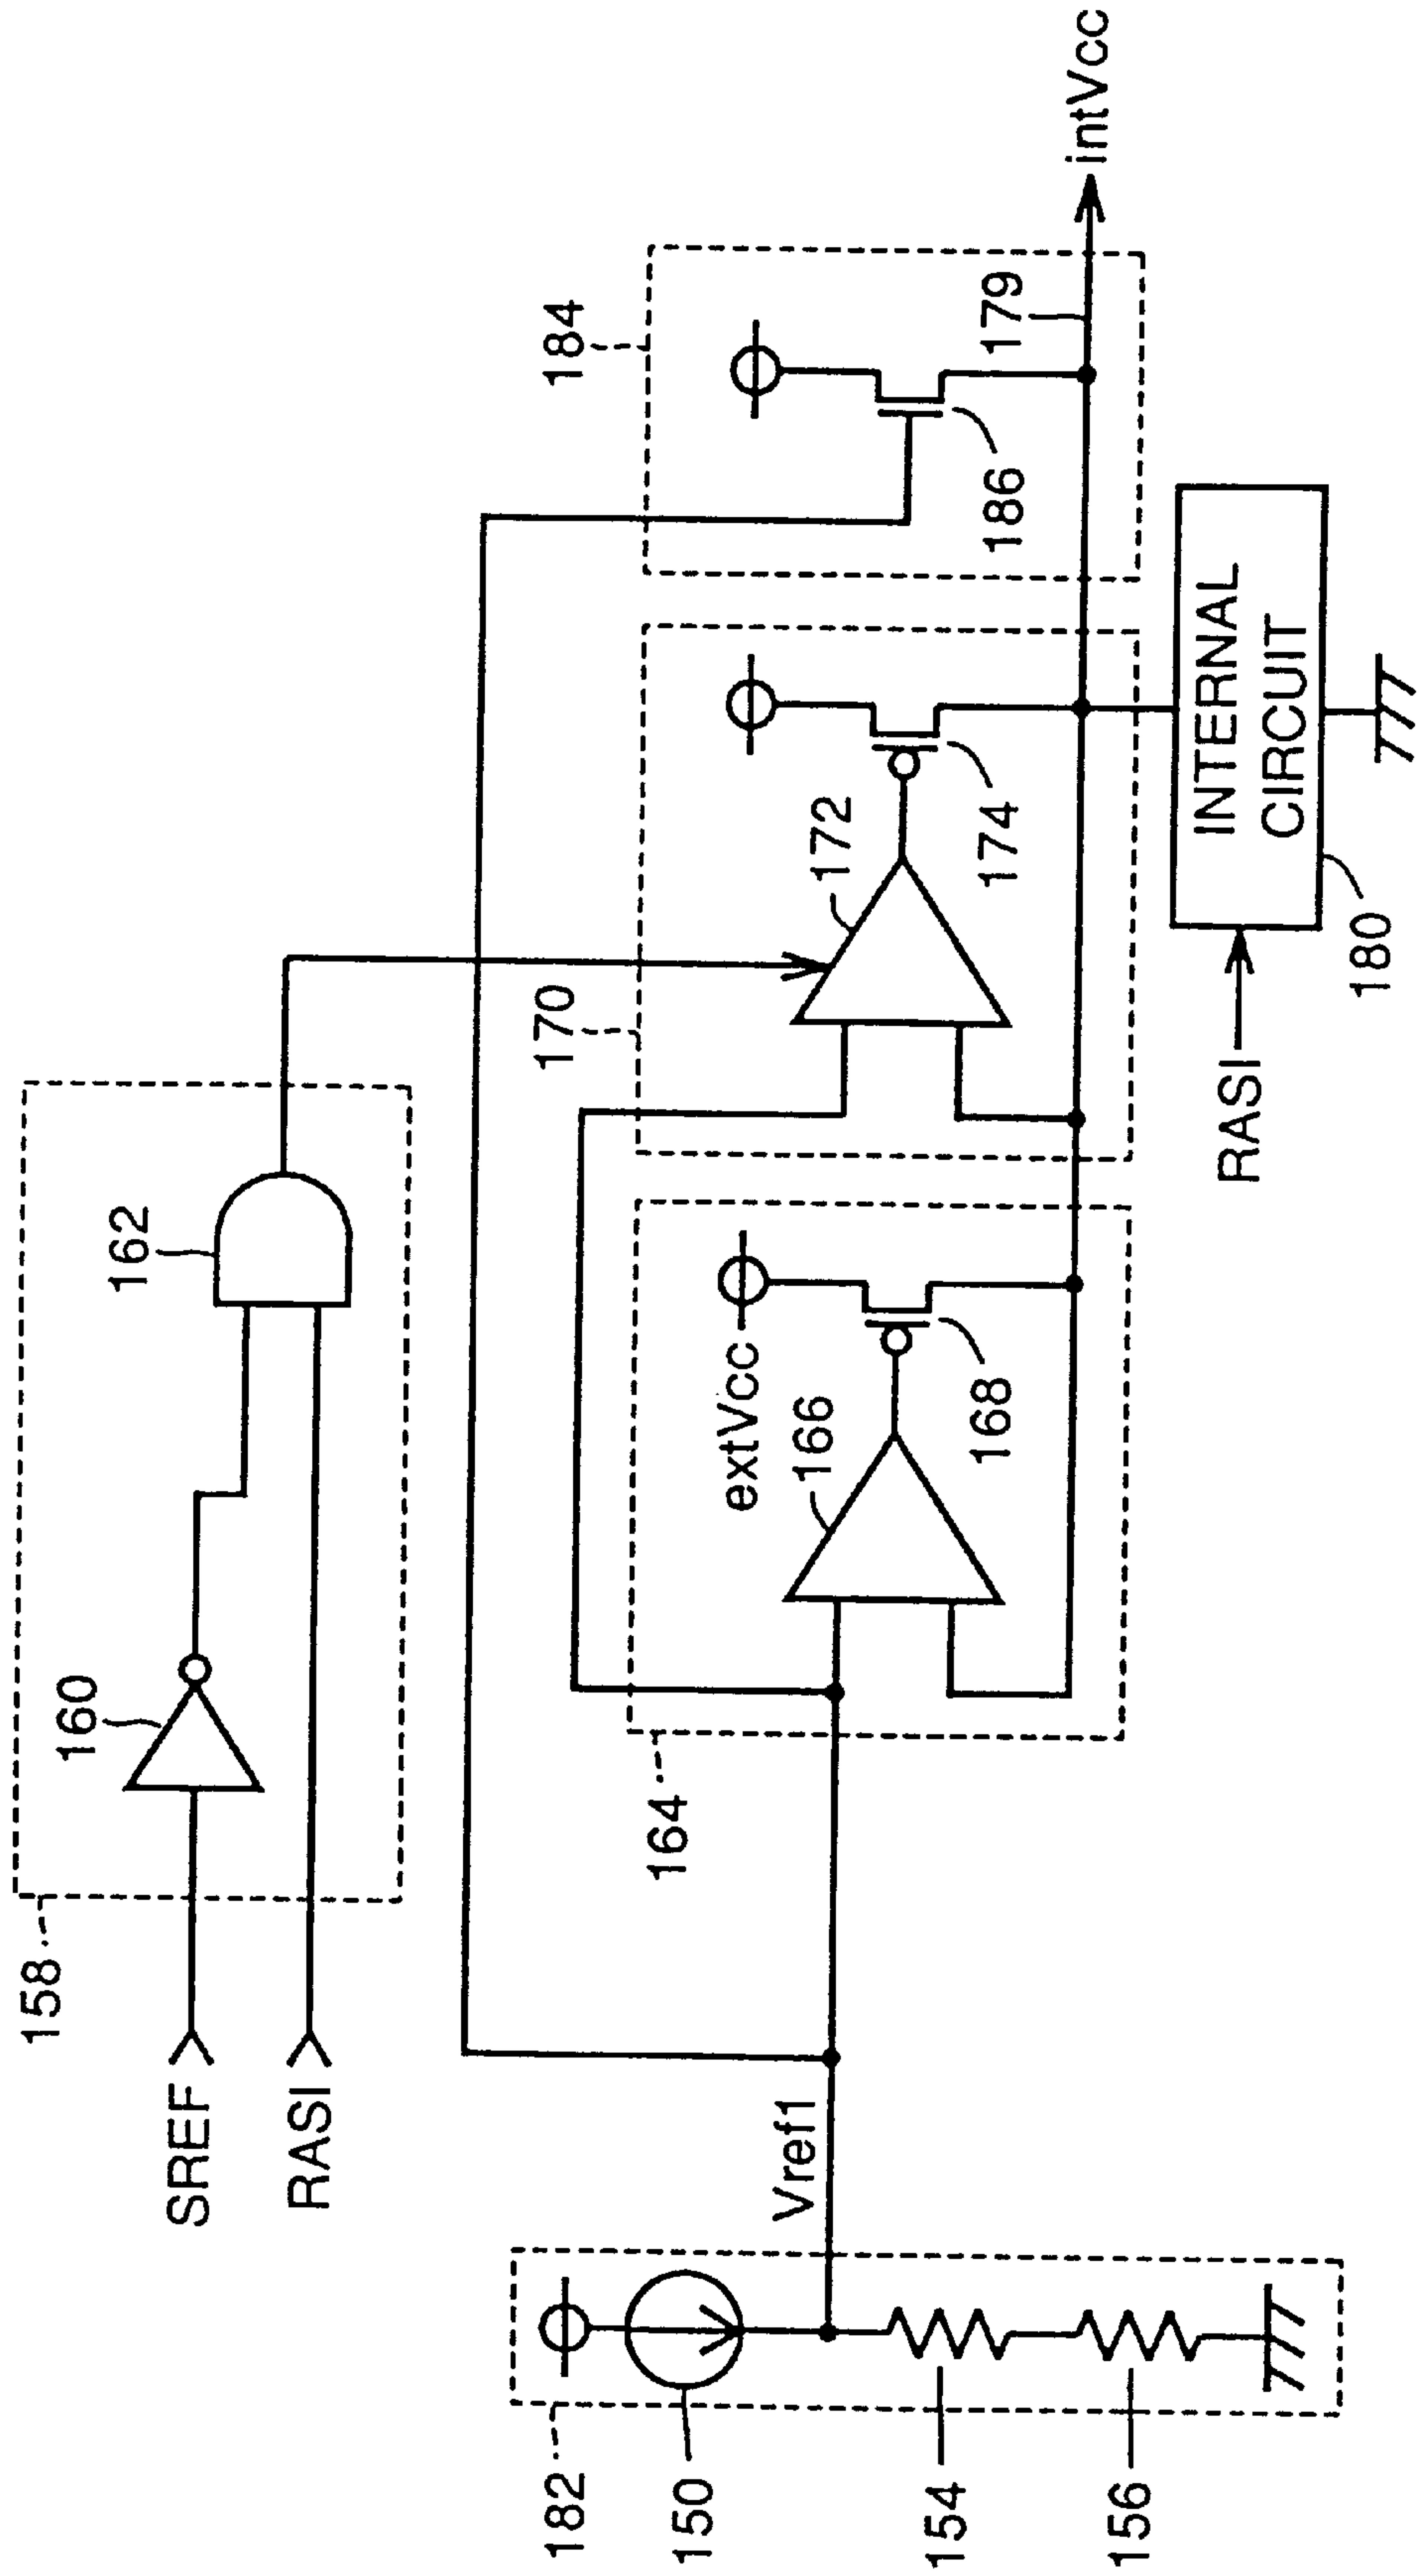 158
SREF
RASI
160
162
182
150
154
156
Vref1
164
166
extVcc
168
170
172
174
184
186
179
intVcc
RASI
INTERNAL
CIRCUIT
180